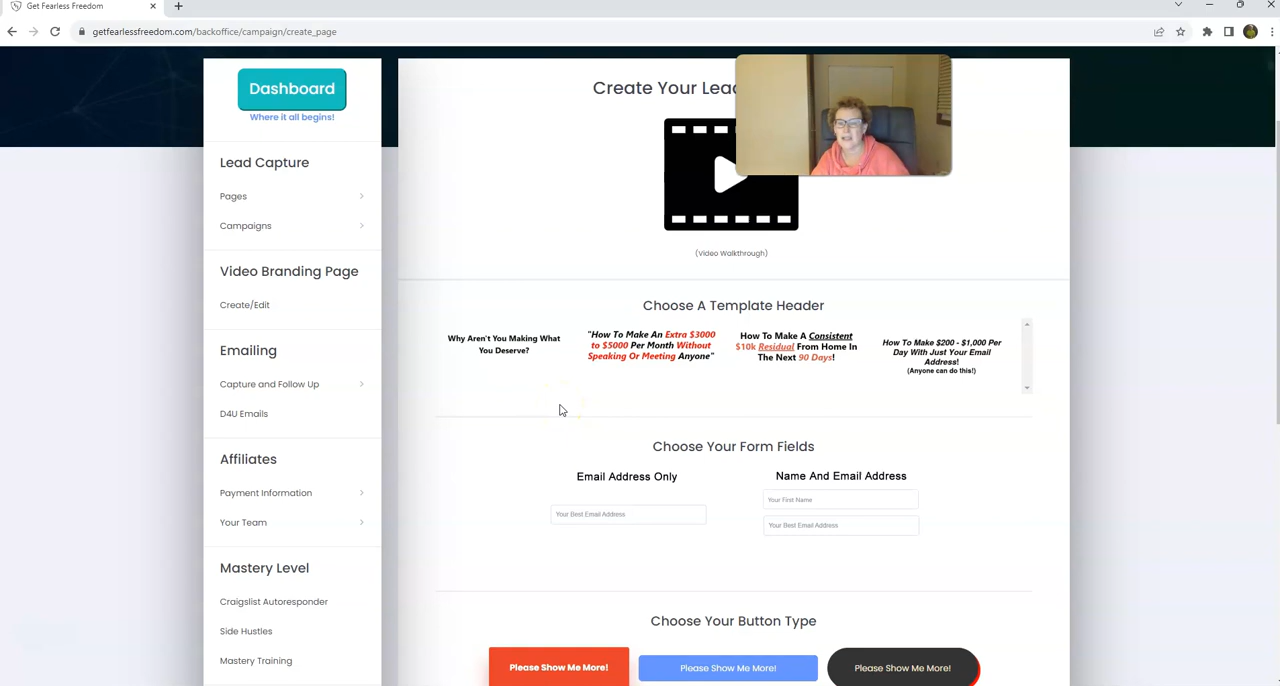 Get Fearless Freedom
getfearlessfreedom.com/backoffice/campaign/create_page
Dashboard
Where it all begins!
Lead Capture
Pages
Campaigns
Video Branding Page
Create/Edit
Emailing
Capture and Follow Up
D4U Emails
Affiliates
Payment Information
Your Team
Mastery Level
Craigslist Autoresponder
Side Hustles
Mastery Training
Create Your Lea
(Video Walkthrough)
Choose A Template Header
Why Aren't You Making What
You Deserve?
"How To Make An Extra $3000
to $5000 Per Month Without
Speaking Or Meeting Anyone"
How To Make A Consistent
$10k Residual From Home In
The Next 90 Days!
How To Make $200 - $1,000 Per
Day With Just Your Email
Address!
(Anyone can do this!)
Choose Your Form Fields
Email Address Only
Your Best Email Address
Name And Email Address
Your First Name
Your Best Email Address
Choose Your Button Type
Please Show Me More!
Please Show Me More!
Please Show Me More!